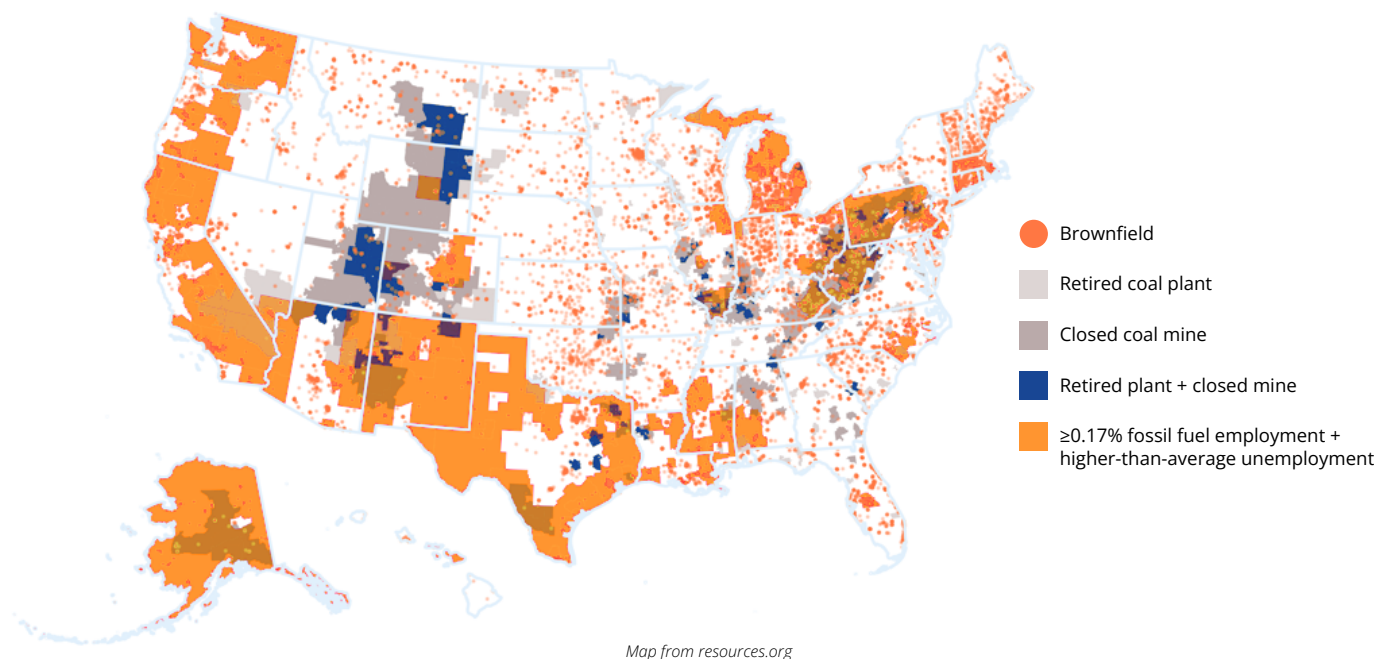 Brownfield
Retired coal plant
Closed coal mine
Retired plant + closed mine
≥0.17% fossil fuel employment +
higher-than-average unemployment
Map from resources.org